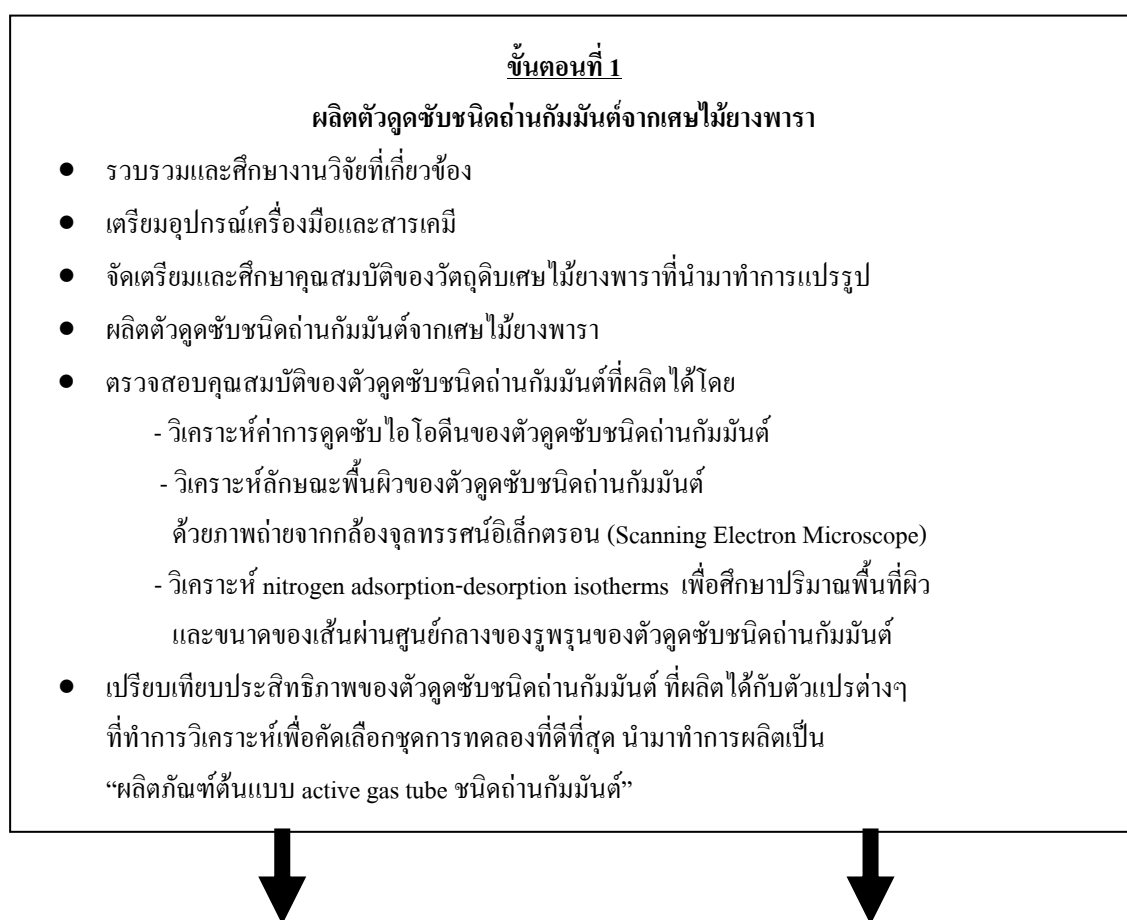 ขั้นตอนที่ 1
ผลิตตัวดูดซับชนิดถ่านกัมมันต์จากเศษไม้ยางพารา
● รวบรวมและศึกษางานวิจัยที่เกี่ยวข้อง
● เตรียมอุปกรณ์เครื่องมือและสารเคมี
● จัดเตรียมและศึกษาคุณสมบัติของวัตถุดิบเศษไม้ยางพาราที่นำมาทำการแปรรูป
● ผลิตตัวดูดซับชนิดถ่านกัมมันต์จากเศษไม้ยางพารา
● ตรวจสอบคุณสมบัติของตัวดูดซับชนิดถ่านกัมมันต์ที่ผลิตได้โดย
- วิเคราะห์ค่าการดูดซับไอโอดีนของตัวดูดซับชนิดถ่านกัมมันต์
- วิเคราะห์ลักษณะพื้นผิวของตัวดูดซับชนิดถ่านกัมมันต์
ด้วยภาพถ่ายจากกล้องจุลทรรศน์อิเล็กตรอน (Scanning Electron Microscope)
- วิเคราะห์ nitrogen adsorption-desorption isotherms เพื่อศึกษาปริมาณพื้นที่ผิว
และขนาดของเส้นผ่านศูนย์กลางของรูพรุนของตัวดูดซับชนิดถ่านกัมมันต์
● เปรียบเทียบประสิทธิภาพของตัวดูดซับชนิดถ่านกัมมันต์ ที่ผลิตได้กับตัวแปรต่างๆ
ที่ทำการวิเคราะห์เพื่อคัดเลือกชุดการทดลองที่ดีที่สุด นำมาทำการผลิตเป็น
“ผลิตภัณฑ์ต้นแบบ active gas tube ชนิดถ่านกัมมันต์”